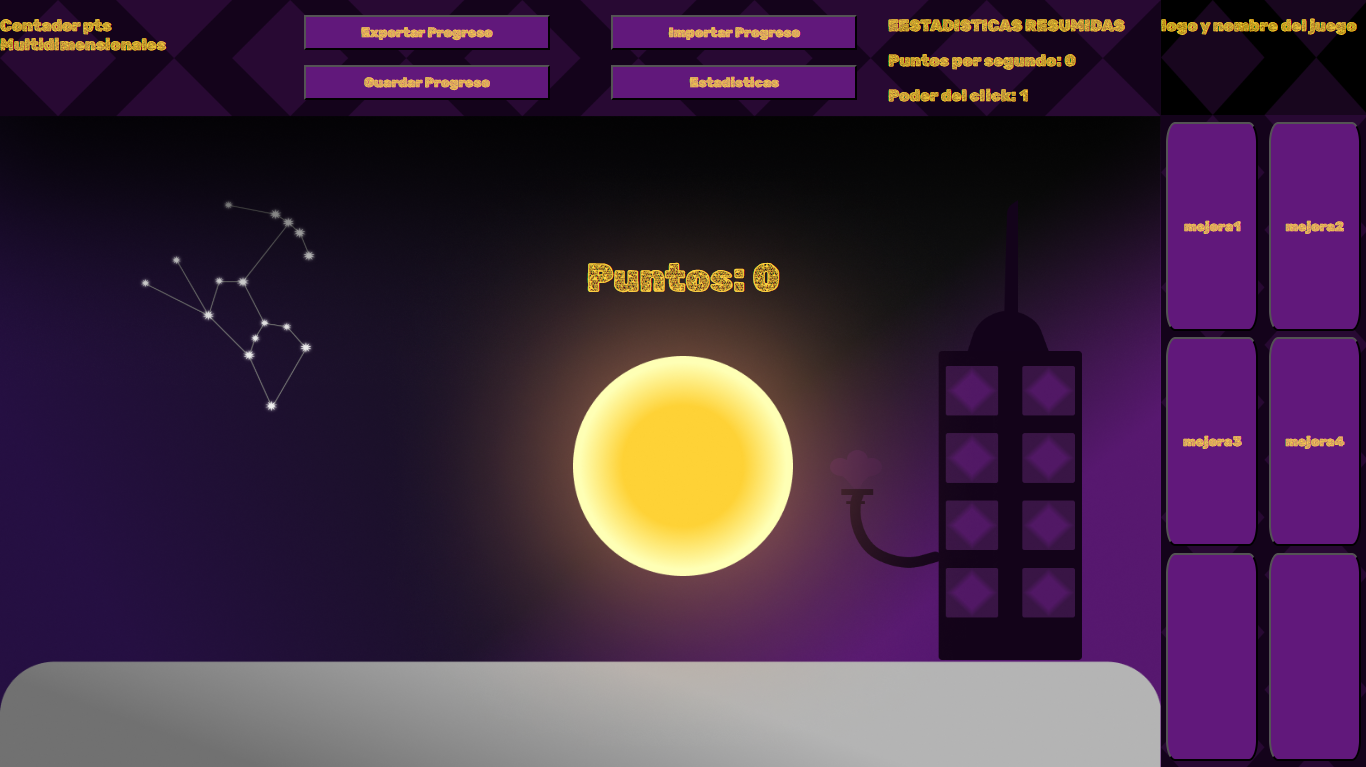 Contador pts
Multidimensionales
Exportar Progreso
Importar Progreso
Guardar Progreso
Estadisticas
EESTADISTICAS RESUMIDAS
Puntos por segundo: 0
Poder del click: 1
logo y nombre del juego
Puntos: 0
mejora1
mejora2
mejora3
mejora4